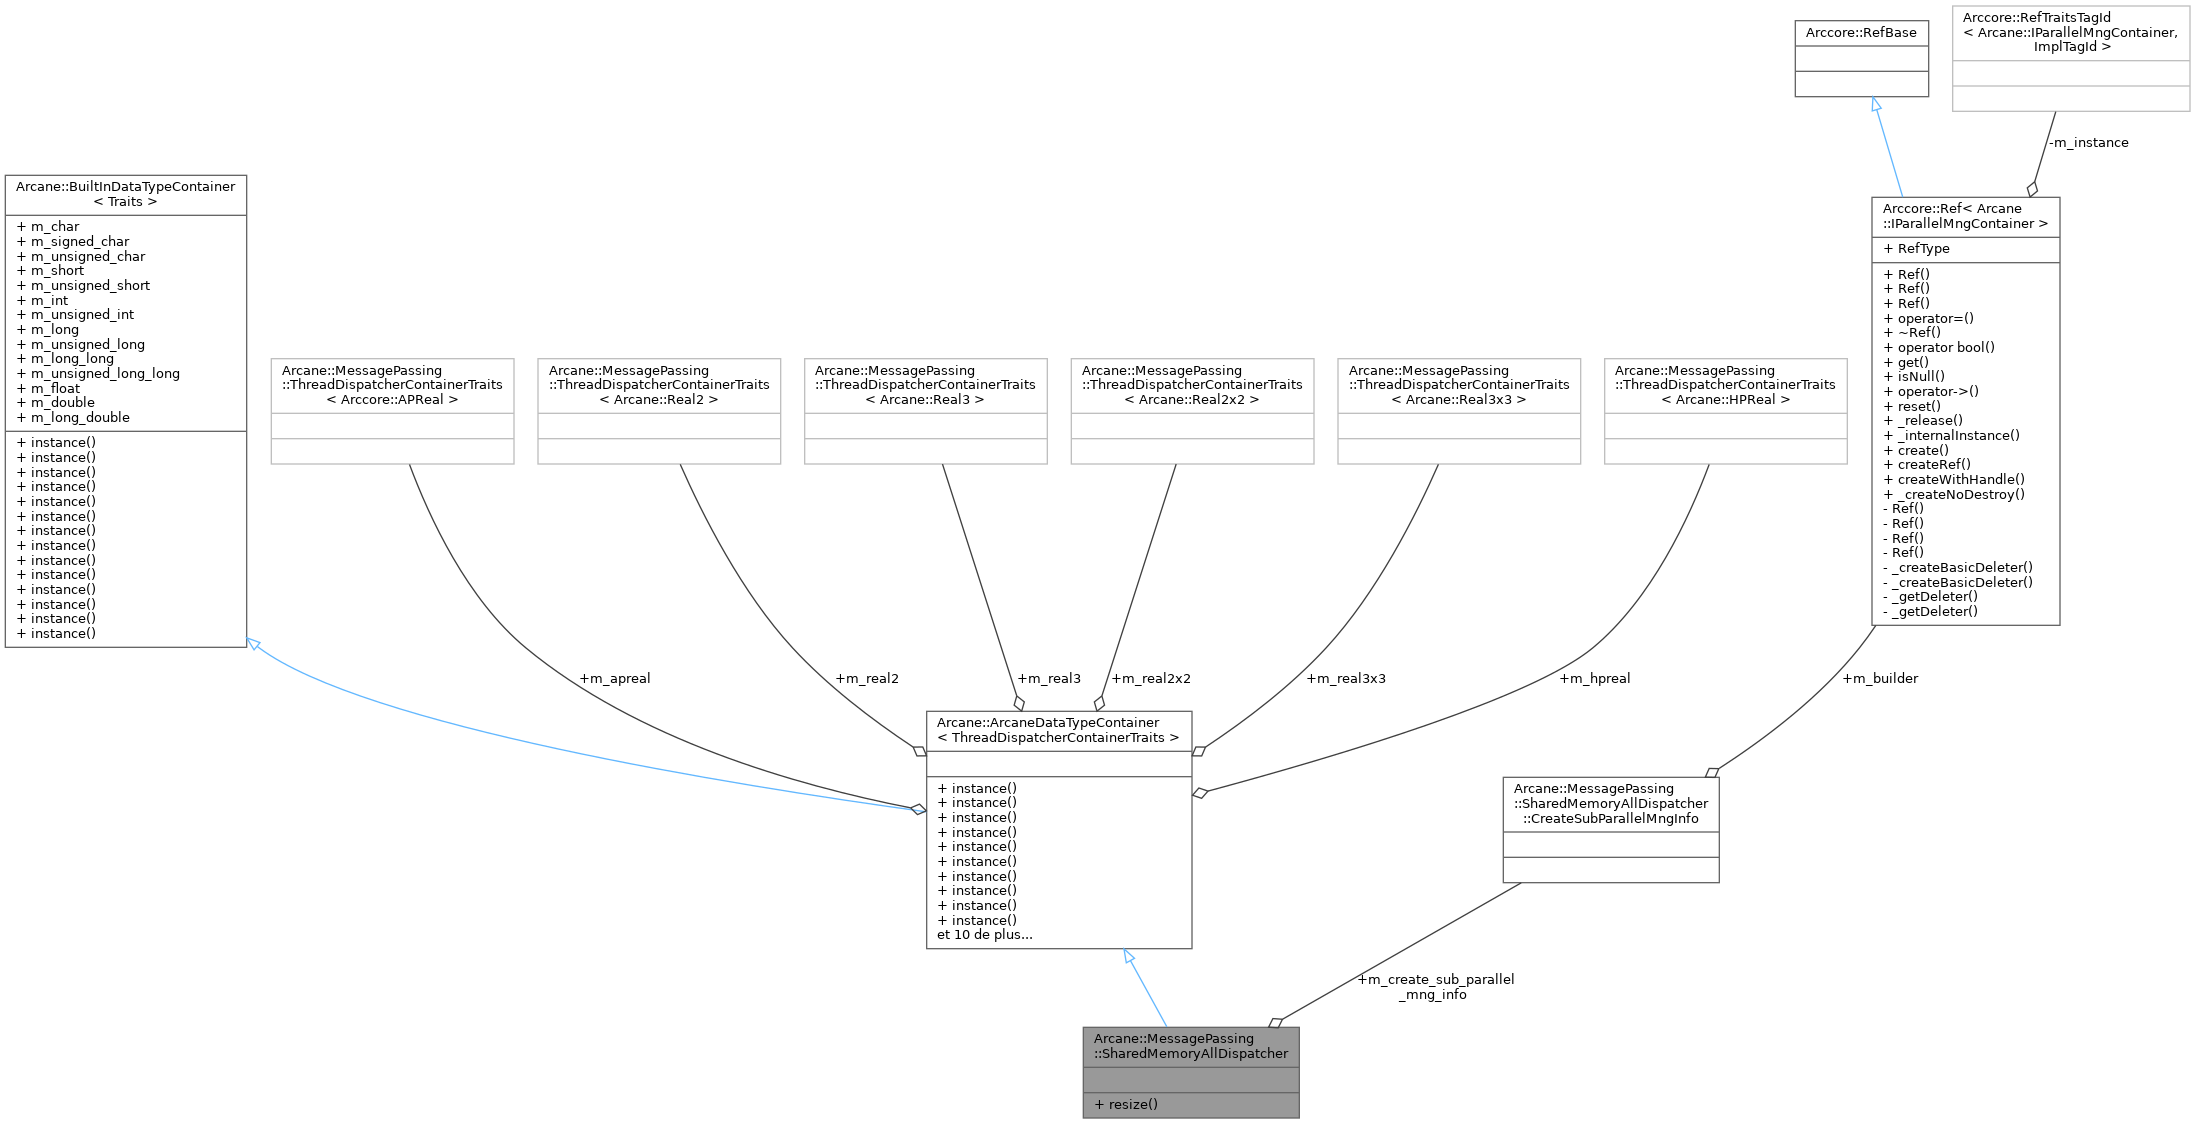 Arccore::RefBase
Arccore::RefTraitsTagId
< Arcane::IParallelMngContainer,
ImplTagId >
-m_instance
Arcane::BuiltInDataTypeContainer
< Traits >
+ m_char
+ m_signed_char
+ m_unsigned_char
+ m_short
+ m_unsigned_short
+ m_int
+ m_unsigned_int
+ m_long
+ m_unsigned_long
+ m_long_long
+ m_unsigned_long_long
+ m_float
+ m_double
+ m_long_double
+ instance()
+ instance()
+ instance()
+ instance()
+ instance()
+ instance()
+ instance()
+ instance()
+ instance()
+ instance()
+ instance()
+ instance()
+ instance()
+ instance()
Arcane::MessagePassing
::ThreadDispatcherContainerTraits
< Arccore::APReal >
Arcane::MessagePassing
::ThreadDispatcherContainerTraits
< Arcane::Real2 >
Arcane::MessagePassing
::ThreadDispatcherContainerTraits
< Arcane::Real3 >
Arcane::MessagePassing
::ThreadDispatcherContainerTraits
< Arcane::Real2x2 >
Arcane::MessagePassing
::ThreadDispatcherContainerTraits
< Arcane::Real3x3 >
Arcane::MessagePassing
::ThreadDispatcherContainerTraits
< Arcane::HPReal >
Arccore::Ref< Arcane
::IParallelMngContainer >
+ RefType
+ Ref()
+ Ref()
+ Ref()
+ operator=()
+ ~Ref()
+ operator bool()
+ get()
+ isNull()
+ operator->()
+ reset()
+ _release()
+ _internalInstance()
+ create()
+ createRef()
+ createWithHandle()
+ _createNoDestroy()
- Ref()
- Ref()
- Ref()
- Ref()
- _createBasicDeleter()
- _createBasicDeleter()
- _getDeleter()
- _getDeleter()
+m_apreal
+m_real2
+m_real3
+m_real2x2
+m_real3x3
+m_hpreal
+m_builder
Arcane::ArcaneDataTypeContainer
< ThreadDispatcherContainerTraits >
+ instance()
+ instance()
+ instance()
+ instance()
+ instance()
+ instance()
+ instance()
+ instance()
+ instance()
+ instance()
et 10 de plus...
Arcane::MessagePassing
::SharedMemoryAllDispatcher
::CreateSubParallelMngInfo
+m_create_sub_parallel
_mng_info
Arcane::MessagePassing
::SharedMemoryAllDispatcher
+ resize()